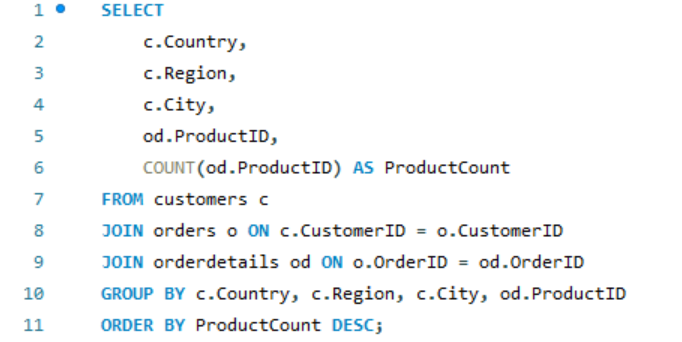 1 SELECT
2 c.Country,
3 c.Region,
4 c.City,
5 od.ProductID,
6 COUNT(od.ProductID) AS ProductCount
7 FROM customers c
8 JOIN orders o ON c.CustomerID = o.CustomerID
9 JOIN orderdetails od ON o.OrderID = od.OrderID
10 GROUP BY c.Country, c.Region, c.City, od.ProductID
11 ORDER BY ProductCount DESC;